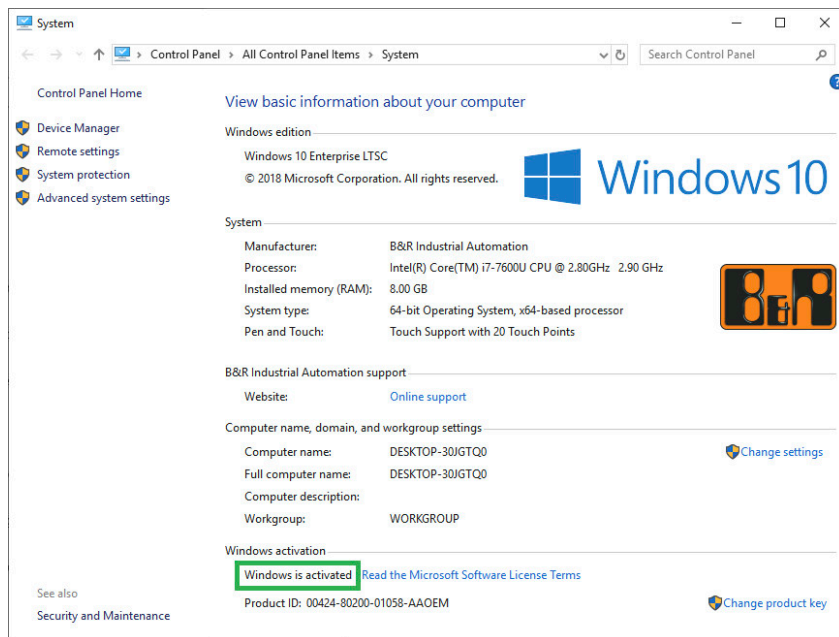 System
Control Panel > All Control Panel Items > System
Search Control Panel
Control Panel Home
Device Manager
Remote settings
System protection
Advanced system settings
See also
Security and Maintenance
?
View basic information about your computer
Windows edition
Windows 10 Enterprise LTSC
© 2018 Microsoft Corporation. All rights reserved.
Windows 10
System
Manufacturer: B&R Industrial Automation
Processor: Intel(R) Core(TM) i7-7600U CPU @ 2.80GHz 2.90 GHz
Installed memory (RAM): 8.00 GB
System type: 64-bit Operating System, x64-based processor
Pen and Touch: Touch Support with 20 Touch Points
B&R
B&R Industrial Automation support
Website: Online support
Computer name, domain, and workgroup settings
Computer name: DESKTOP-30JGTQ0
Change settings
Full computer name: DESKTOP-30JGTQ0
Computer description:
Workgroup: WORKGROUP
Windows activation
Windows is activated Read the Microsoft Software License Terms
Product ID: 00424-80200-01058-AAOEM
Change product key